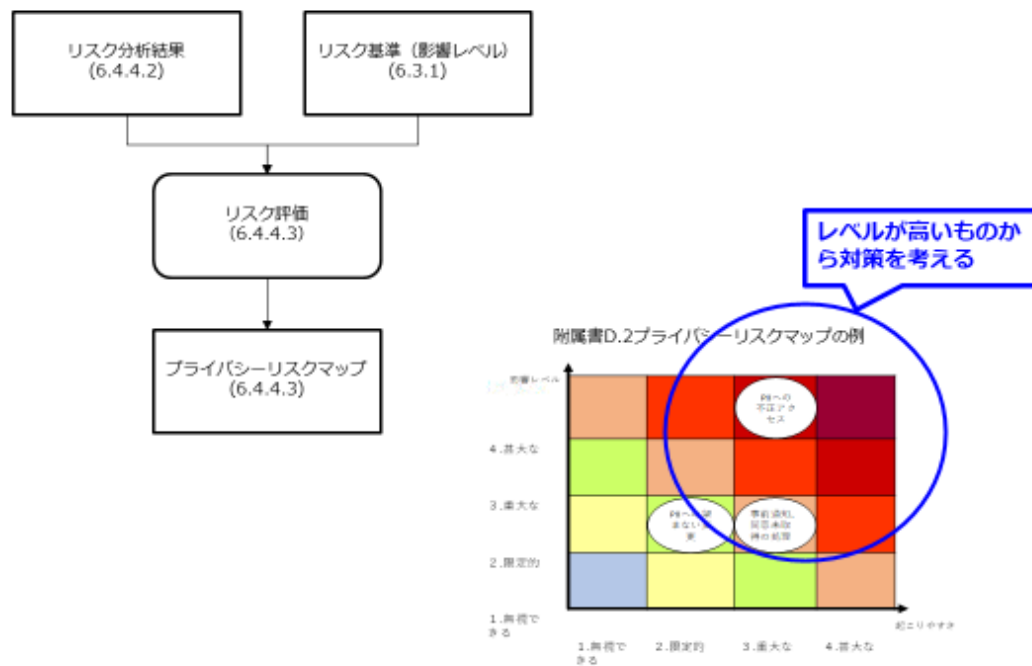 リスク分析結果
(6.4.4.2)
リスク基準（影響レベル）
(6.3.1)
リスク評価
(6.4.4.3)
プライバシーリスクマップ
(6.4.4.3)
レベルが高いものか
ら対策を考える
附属書D.2プライバシーリスクマップの例
影響レベル
4.甚大な
3.重大な
2.限定的
1.無視で
きる
PIIへの
不正アク
セス
事前通知、
同意未取
得の処理
起こりやすさ
1.無視で
きる
2.限定的
3.重大な
4.甚大な